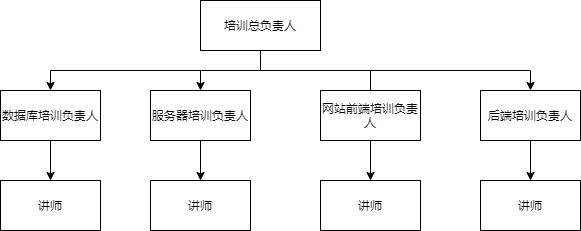 培训总负责人
数据库培训负责人
服务器培训负责人
网站前端培训负责
人
后端培训负责人
讲师
讲师
讲师
讲师